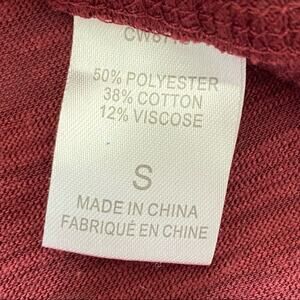 50% POLYESTER
38% COTTON
12% VISCOSE
S
MADE IN CHINA
FABRIQUÉ EN CHINE